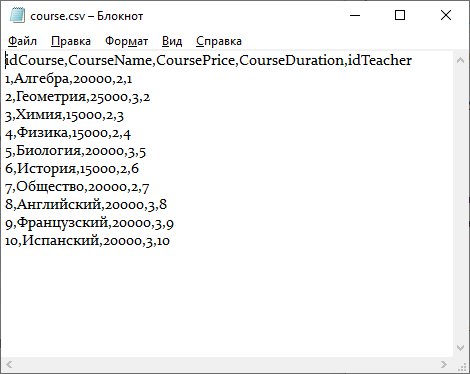 course.csv – Блокнот
Файл Правка Формат Вид Справка
idCourse,CourseName,CoursePrice,CourseDuration,idTeacher
1,Алгебра,20000,2,1
2,Геометрия,25000,3,2
3,Химия,15000,2,3
4,Физика,15000,2,4
5,Биология,20000,3,5
6,История,15000,2,6
7,Общество,20000,2,7
8,Английский,20000,3,8
9,Французский,20000,3,9
10,Испанский,20000,3,10